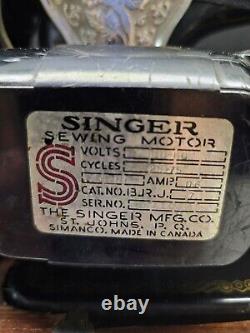 SINGER
SEWING MOTOR
S
VOLTS
CYCLES
AMP.
CAT. NO. BJR.J.
SER. NO.
THE SINGER MFG. CO.
ST. JOHNS, P. Q.
SIMANCO, MADE IN CANADA